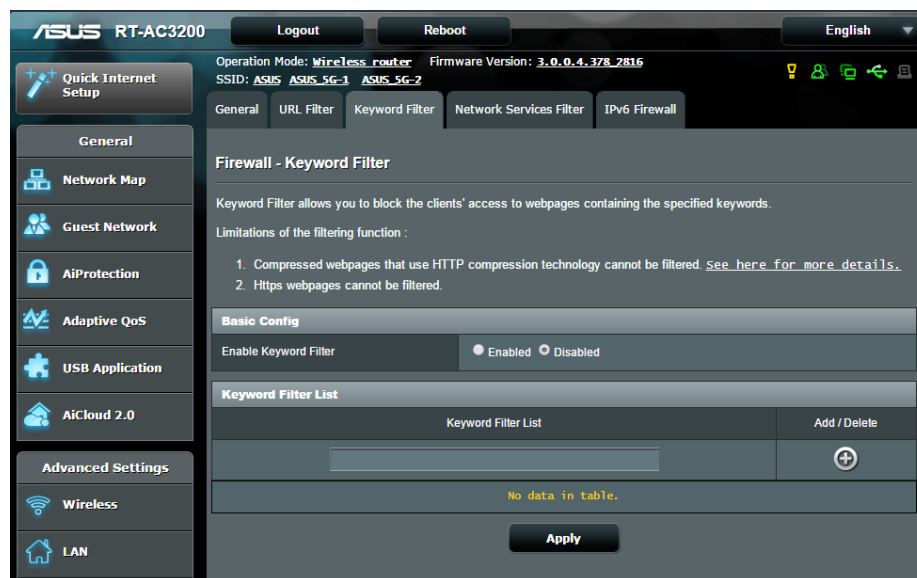 ASUS RT-AC3200
Logout
Reboot
English
Operation Mode: Wireless router Firmware Version: 3.0.0.4.378_2816
SSID: ASUS ASUS_5G-1 ASUS_5G-2
Quick Internet
Setup
General
Network Map
Guest Network
AiProtection
Adaptive QoS
USB Application
AiCloud 2.0
Advanced Settings
Wireless
LAN
General
URL Filter
Keyword Filter
Network Services Filter
IPv6 Firewall
Firewall - Keyword Filter
Keyword Filter allows you to block the clients' access to webpages containing the specified keywords.
Limitations of the filtering function :
1. Compressed webpages that use HTTP compression technology cannot be filtered. See here for more details.
2. Https webpages cannot be filtered.
Basic Config
Enable Keyword Filter
Enabled Disabled
Keyword Filter List
Keyword Filter List
Add / Delete
No data in table.
Apply